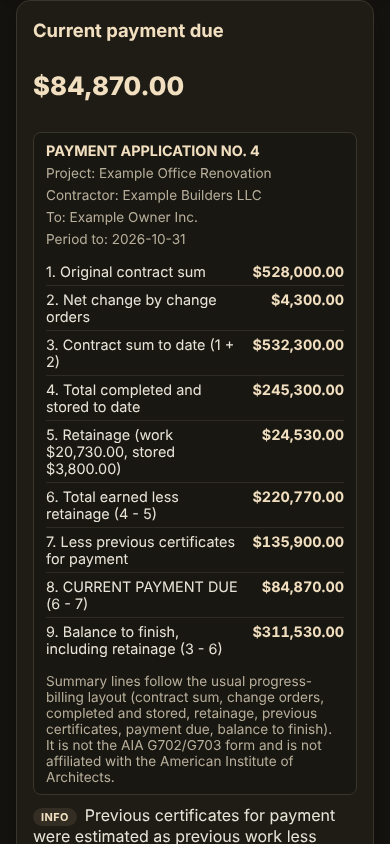 Current payment due
$84,870.00
PAYMENT APPLICATION NO. 4
Project: Example Office Renovation
Contractor: Example Builders LLC
To: Example Owner Inc.
Period to: 2026-10-31
1. Original contract sum $528,000.00
2. Net change by change $4,300.00
orders
3. Contract sum to date (1 + $532,300.00
2)
4. Total completed and $245,300.00
stored to date
5. Retainage (work $24,530.00
$20,730.00, stored
$3,800.00)
6. Total earned less $220,770.00
retainage (4 - 5)
7. Less previous certificates $135,900.00
for payment
8. CURRENT PAYMENT DUE $84,870.00
(6 - 7)
9. Balance to finish, $311,530.00
including retainage (3 - 6)
Summary lines follow the usual progress-
billing layout (contract sum, change orders,
completed and stored, retainage, previous
certificates, payment due, balance to finish).
It is not the AIA G702/G703 form and is not
affiliated with the American Institute of
Architects.
INFO Previous certificates for payment
were estimated as previous work less